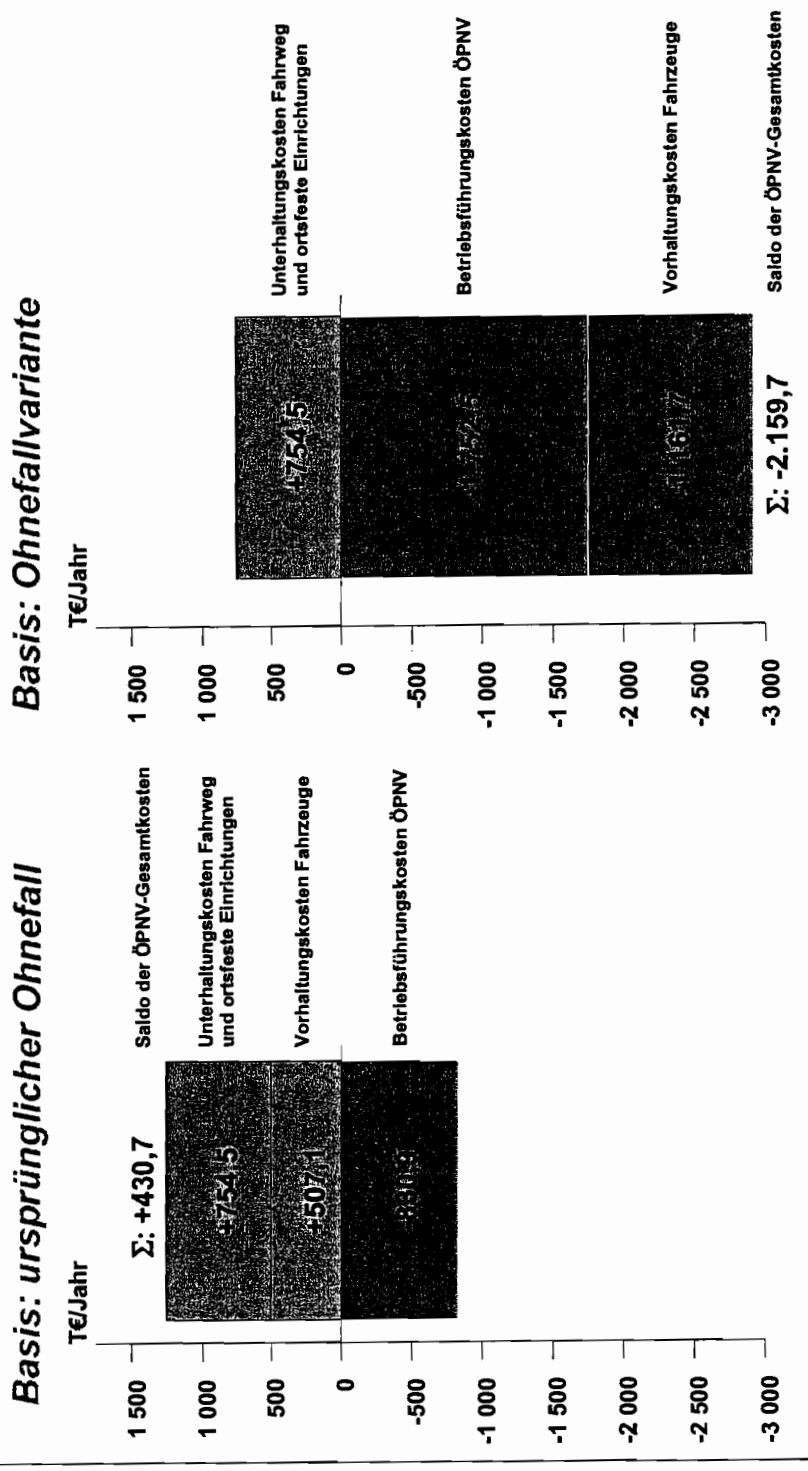 Basis: ursprünglicher Ohnefall
T€/Jahr
1 500
1 000
500
0
-500
-1 000
-1 500
-2 000
-2 500
-3 000
Σ: +430,7
+754,5
+507,1
Saldo der ÖPNV-Gesamtkosten
Unterhaltungskosten Fahrweg
und ortsfeste Einrichtungen
Vorhaltungskosten Fahrzeuge
Betriebsführungskosten ÖPNV
Basis: Ohnefallvariante
T€/Jahr
1 500
1 000
500
0
-500
-1 000
-1 500
-2 000
-2 500
-3 000
+754,5
Σ: -2.159,7
Unterhaltungskosten Fahrweg
und ortsfeste Einrichtungen
Betriebsführungskosten ÖPNV
Vorhaltungskosten Fahrzeuge
Saldo der ÖPNV-Gesamtkosten